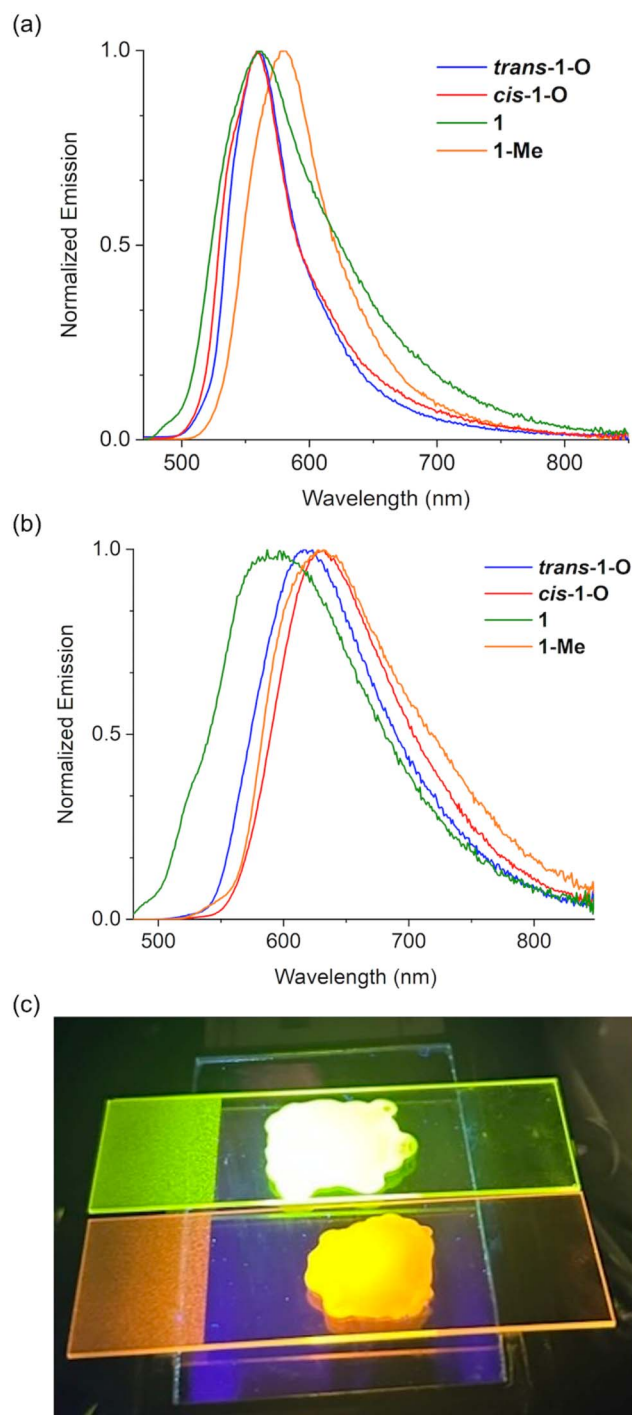 (a)
Normalized Emission
1.0
0.5
0.0
trans-1-O
cis-1-O
1
1-Me
500
600
700
800
Wavelength (nm)
(b)
Normalized Emission
1.0
0.5
0.0
trans-1-O
cis-1-O
1
1-Me
500
600
700
800
Wavelength (nm)
(c)